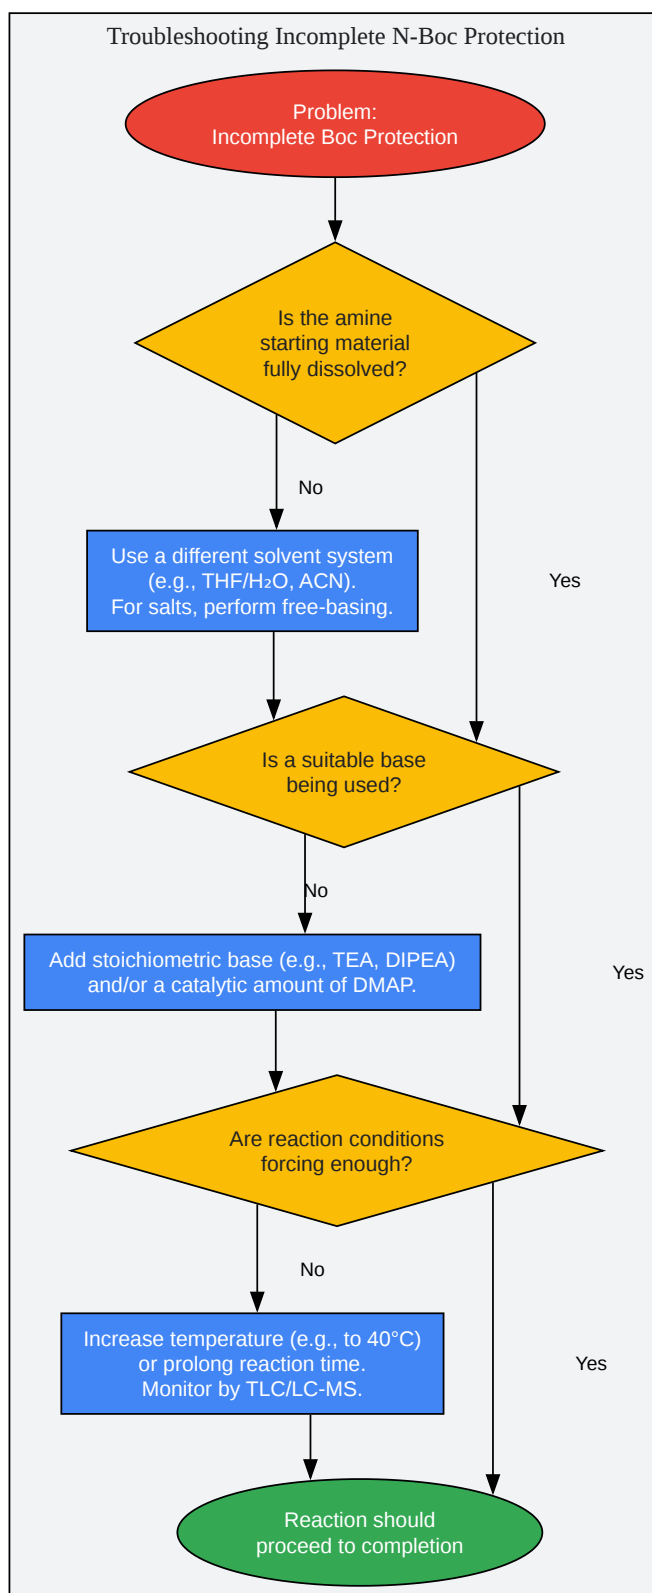 Troubleshooting Incomplete N-Boc Protection
Problem:
Incomplete Boc Protection
Is the amine
starting material
fully dissolved?
No
Use a different solvent system
(e.g., THF/H₂O, ACN).
For salts, perform free-basing.
Yes
Is a suitable base
being used?
No
Add stoichiometric base (e.g., TEA, DIPEA)
and/or a catalytic amount of DMAP.
Yes
Are reaction conditions
forcing enough?
No
Increase temperature (e.g., to 40°C)
or prolong reaction time.
Monitor by TLC/LC-MS.
Yes
Reaction should
proceed to completion